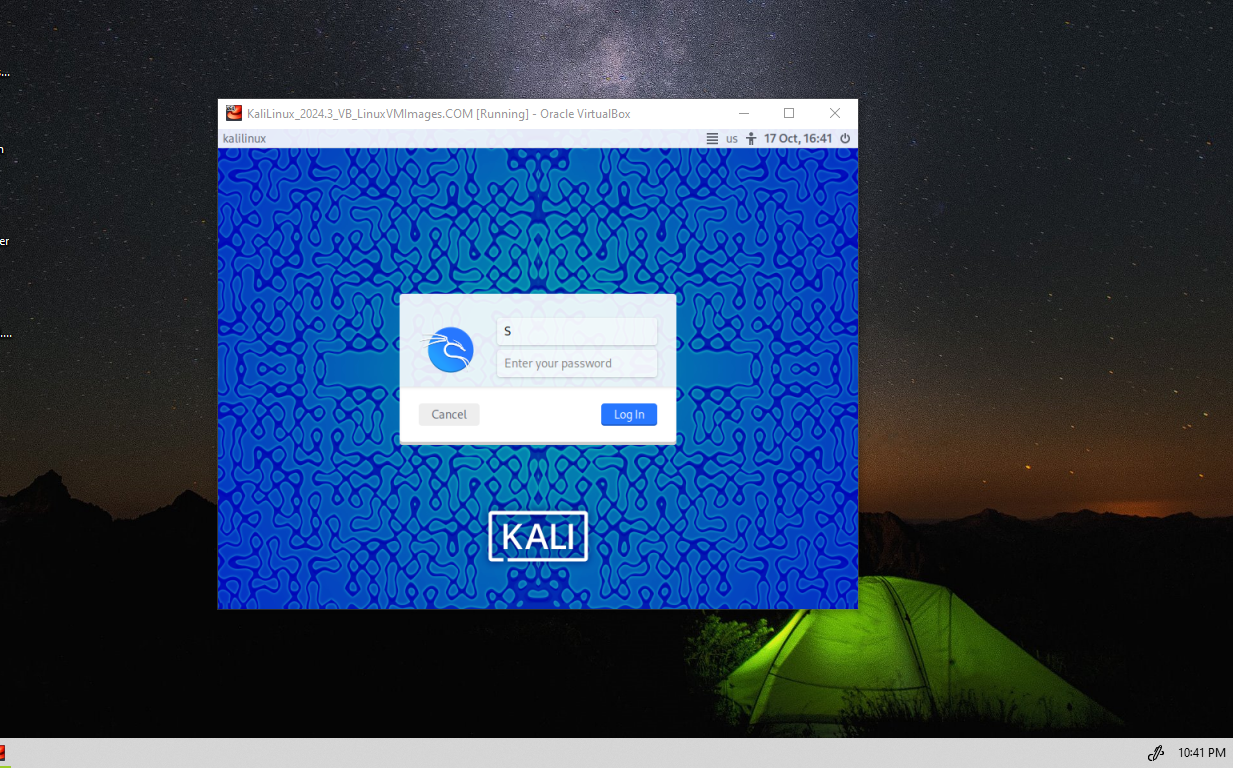 ...
n
er
....
KaliLinux_2024.3_VB_LinuxVMImages.COM [Running] - Oracle VirtualBox
kalilinux us 17 Oct, 16:41
S
Enter your password
Cancel Log In
KALI
10:41 PM